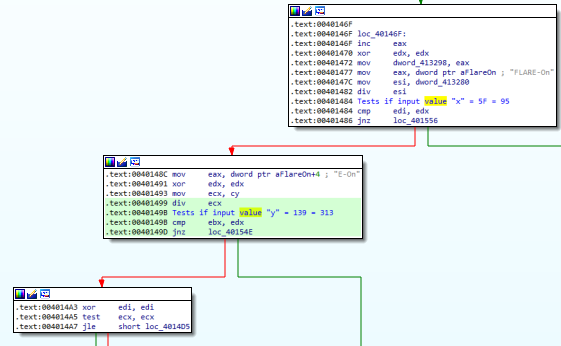 .text:0040146F
.text:0040146F loc_40146F:
.text:0040146F inc eax
.text:00401470 xor edx, edx
.text:00401472 mov dword_413298, eax
.text:00401477 mov eax, dword ptr aFlareOn ; "FLARE-On"
.text:0040147C mov esi, dword_413280
.text:00401482 div esi
.text:00401484 Tests if input value "x" = 5F = 95
.text:00401484 cmp edi, edx
.text:00401486 jnz loc_401556
.text:0040148C mov eax, dword ptr aFlareOn+4 ; "E-On"
.text:00401491 xor edx, edx
.text:00401493 mov ecx, cy
.text:00401499 div ecx
.text:0040149B Tests if input value "y" = 139 = 313
.text:0040149B cmp ebx, edx
.text:0040149D jnz loc_40154E
.text:004014A3 xor edi, edi
.text:004014A5 test ecx, ecx
.text:004014A7 jle short loc_4014D5